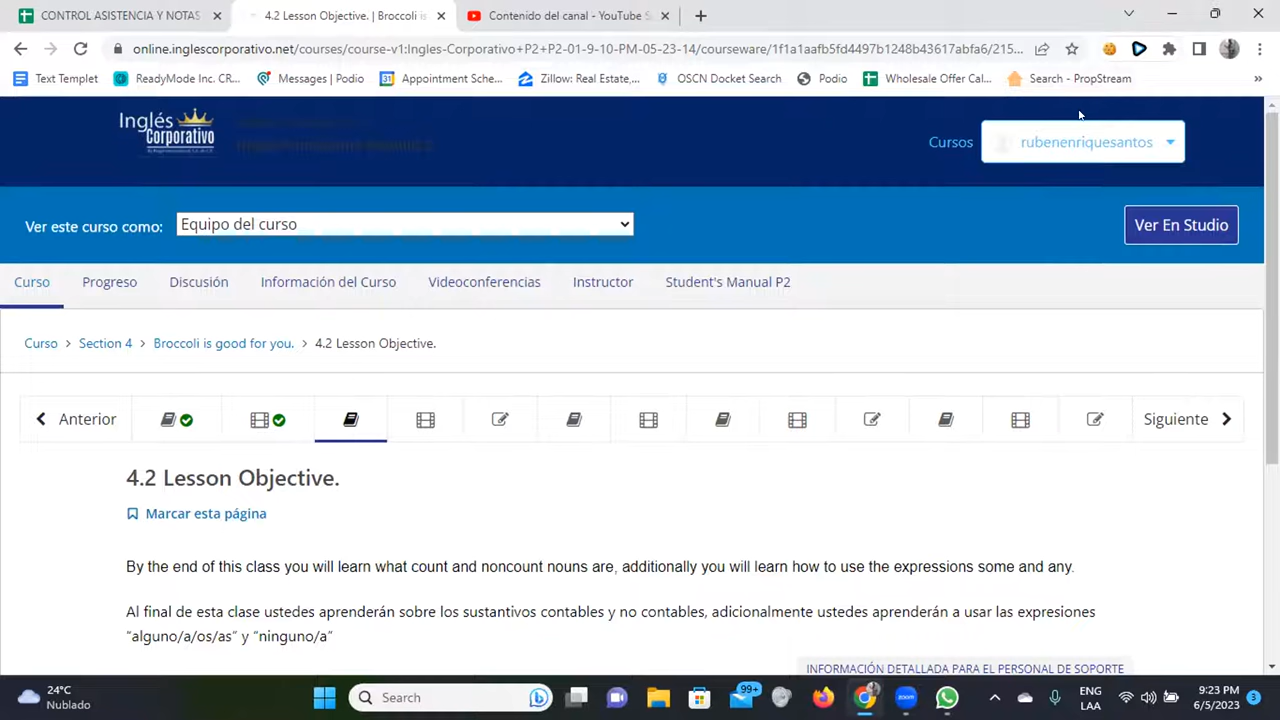 CONTROL ASISTENCIA Y NOTAS
4.2 Lesson Objective. | Broccoli is
Contenido del canal - YouTube S
online.inglescorporativo.net/courses/course-v1:Ingles-Corporativo+P2+P2-01-9-10-PM-05-23-14/courseware/1f1a1aafb5fd4497b1248b43617abfa6/215...
Text Templet
ReadyMode Inc. CR...
Messages | Podio
Appointment Sche...
Zillow: Real Estate,...
OSCN Docket Search
Podio
Wholesale Offer Cal...
Search - PropStream
»
Inglés
Corporativo
Cursos
rubenenriquesantos
Ver este curso como:
Equipo del curso
Ver En Studio
Curso
Progreso
Discusión
Información del Curso
Videoconferencias
Instructor
Student's Manual P2
Curso > Section 4 > Broccoli is good for you. > 4.2 Lesson Objective.
Anterior
Siguiente
4.2 Lesson Objective.
Marcar esta página
By the end of this class you will learn what count and noncount nouns are, additionally you will learn how to use the expressions some and any.
Al final de esta clase ustedes aprenderán sobre los sustantivos contables y no contables, adicionalmente ustedes aprenderán a usar las expresiones
“alguno/a/os/as” y “ninguno/a”
INFORMACIÓN DETALLADA PARA EL PERSONAL DE SOPORTE
24°C
Nublado
Search
99+
ENG
LAA
9:23 PM
6/5/2023
3